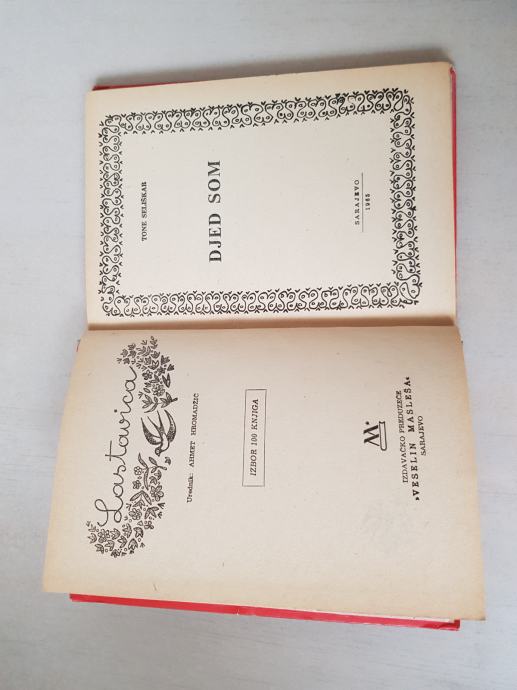 Lastavica
Urednik: AHMET HROMADŽIĆ
IZBOR 100 KNJIGA
M
IZDAVAČKO PREDUZEĆE
»VESELIN MASLEŠA«
SARAJEVO
TONE SELIŠKAR
DJED SOM
SARAJEVO
1965